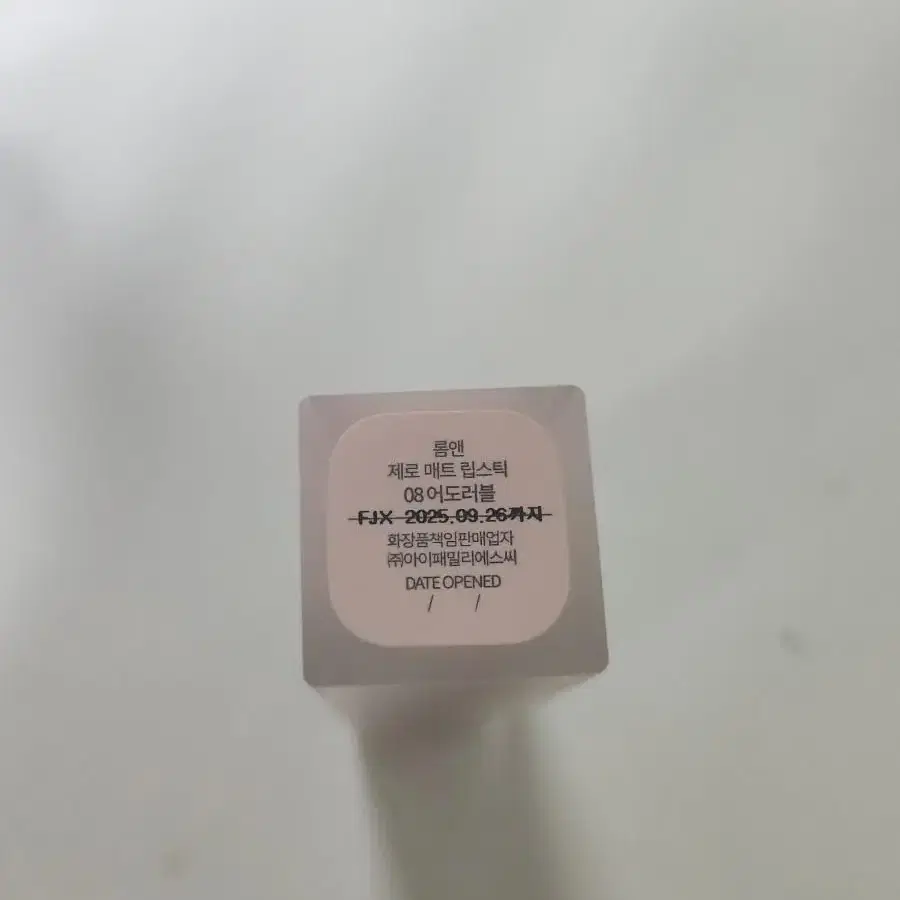 롬앤
제로 매트 립스틱
08 어도러블
FJX 2025.09.26까지
화장품책임판매업자
㈜아이패밀리에스씨
DATE OPENED
/ /